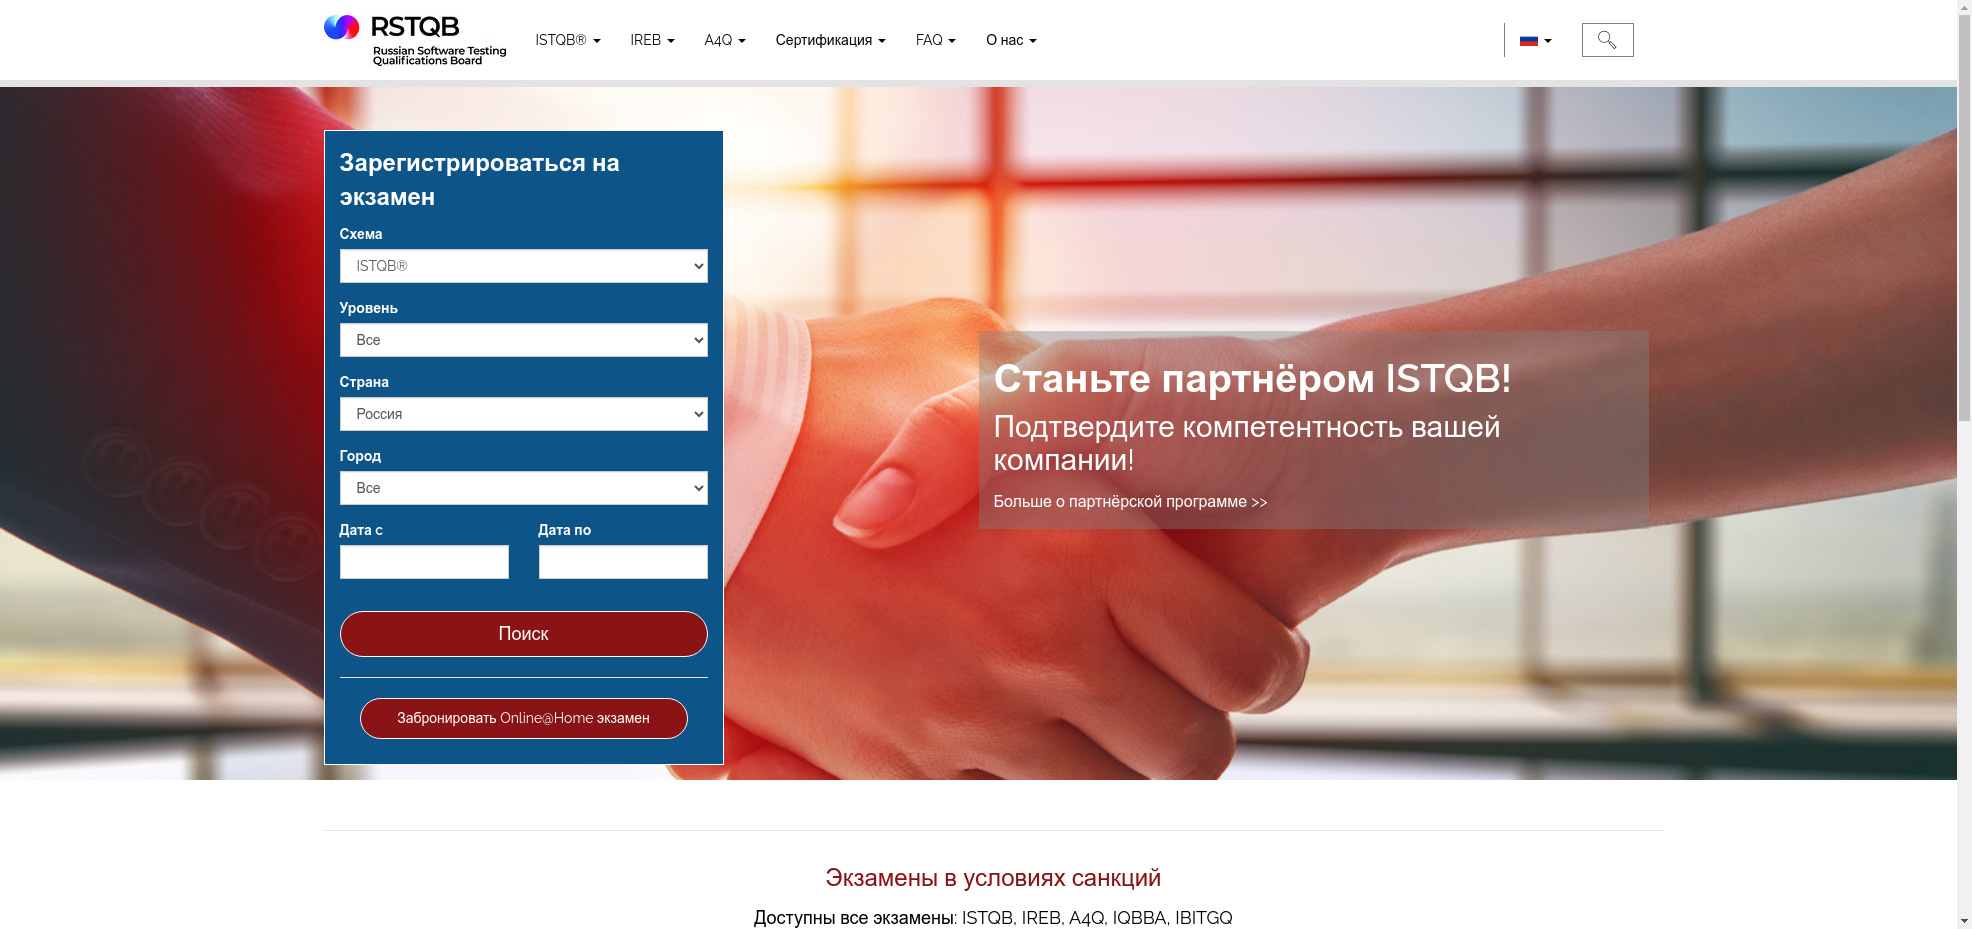 RSTQB
Russian Software Testing
Qualifications Board
ISTQB®
IREB
A4Q
Сертификация
FAQ
О нас
Зарегистрироваться на
экзамен
Схема
ISTQB®
Уровень
Все
Страна
Россия
Город
Все
Дата с
Дата по
Поиск
Забронировать Online@Home экзамен
Станьте партнёром ISTQB!
Подтвердите компетентность вашей
компании!
Больше о партнёрской программе >>
Экзамены в условиях санкций
Доступны все экзамены: ISTQB, IREB, A4Q, IQBBA, IBITGQ